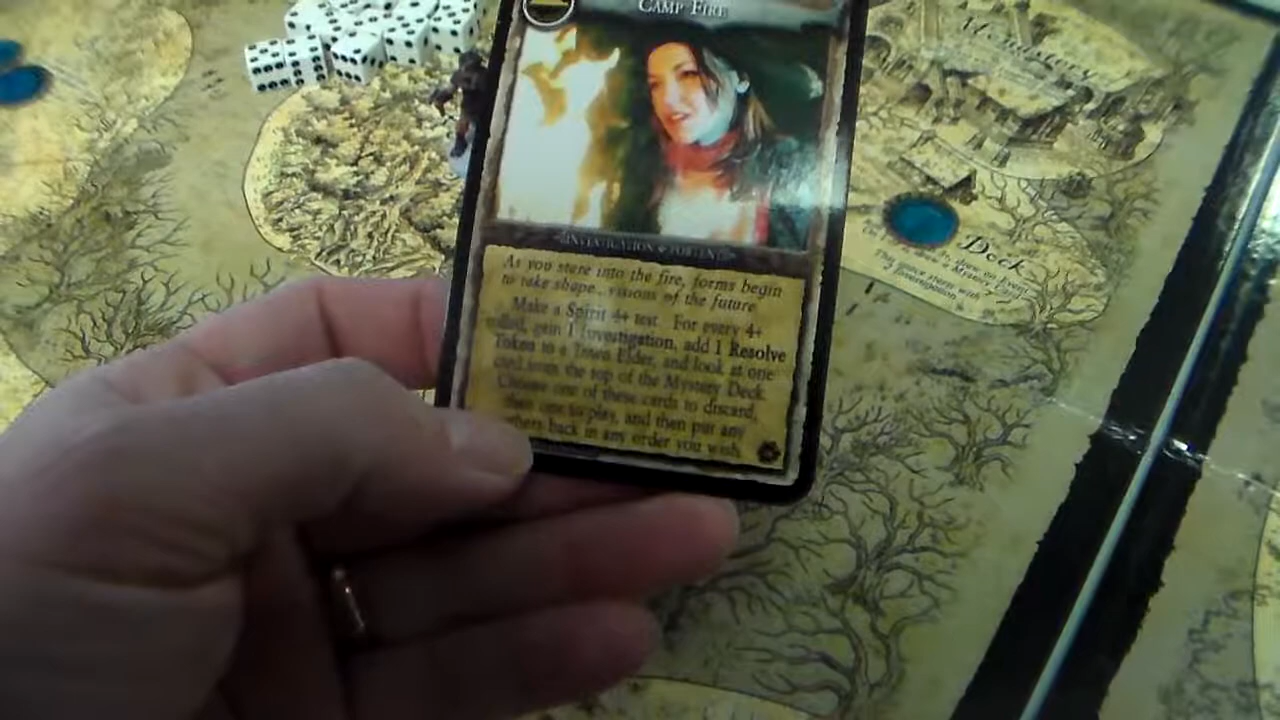 CAMP FIRE
INVESTIGATION ✦ PORTENT
As you stare into the fire, forms begin
to take shape...visions of the future
Make a Spirit 4+ test. For every 4+
rolled, gain 1 Investigation, add 1 Resolve
Token to a Town Elder, and look at one
card from the top of the Mystery Deck.
Choose one of these cards to discard,
then one to play, and then put any
others back in any order you wish.
Monastery
Deck